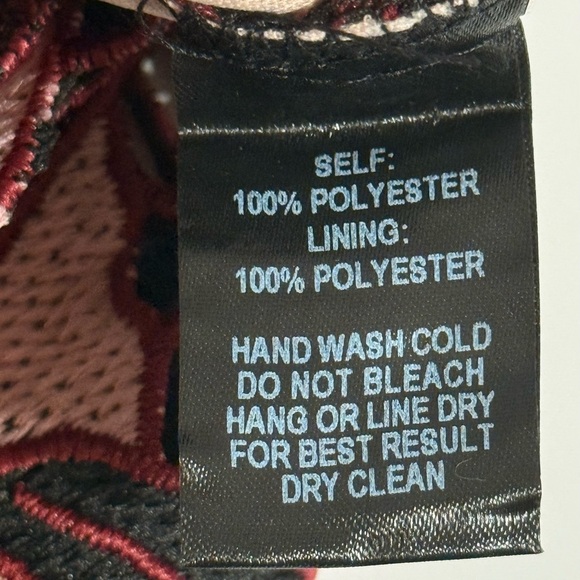 SELF:
100% POLYESTER
LINING:
100% POLYESTER
HAND WASH COLD
DO NOT BLEACH
HANG OR LINE DRY
FOR BEST RESULT
DRY CLEAN